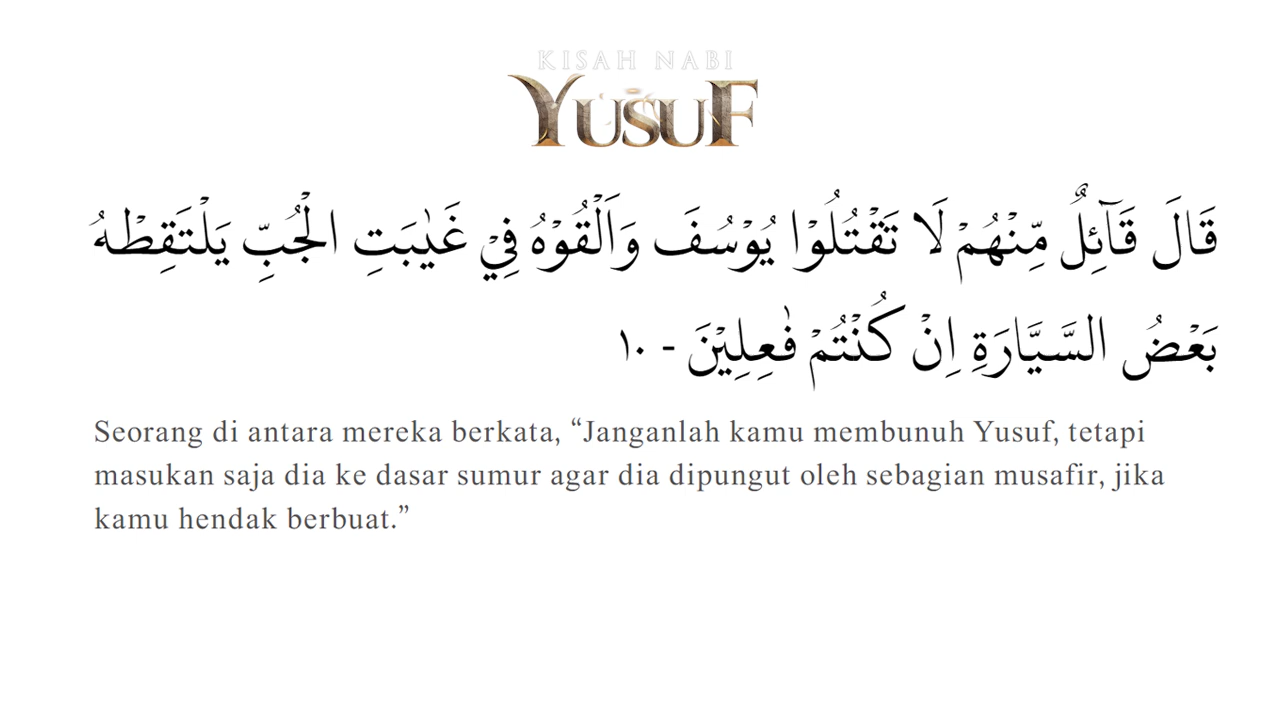 KISAH NABI
YUSUF
قَالَ قَاۤئِلٌ مِّنْهُمْ لَا تَقْتُلُوْا يُوْسُفَ وَاَلْقُوْهُ فِيْ غَيٰبَتِ الْجُبِّ يَلْتَقِطْهُ
بَعْضُ السَّيَّارَةِ اِنْ كُنْتُمْ فٰعِلِيْنَ - ١٠
Seorang di antara mereka berkata, “Janganlah kamu membunuh Yusuf, tetapi
masukan saja dia ke dasar sumur agar dia dipungut oleh sebagian musafir, jika
kamu hendak berbuat.”